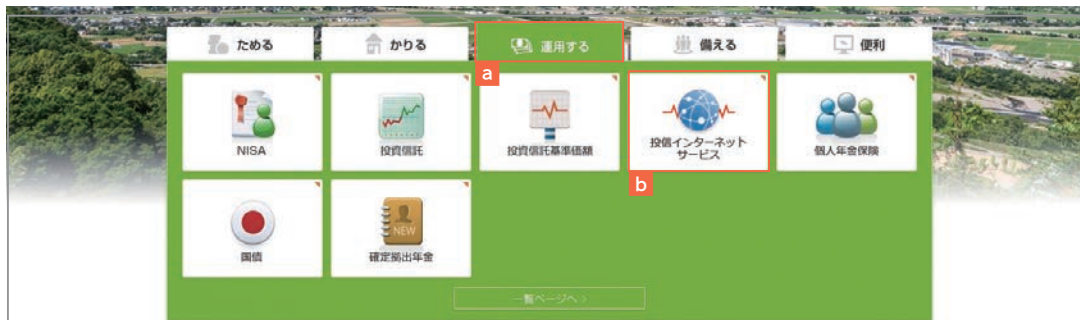 ためる
かりる
運用する
備える
便利
a
NISA
投資信託
投資信託基準価額
投信インターネット
サービス
個人年金保険
b
国債
NEW
確定拠出年金
一覧ページへ >